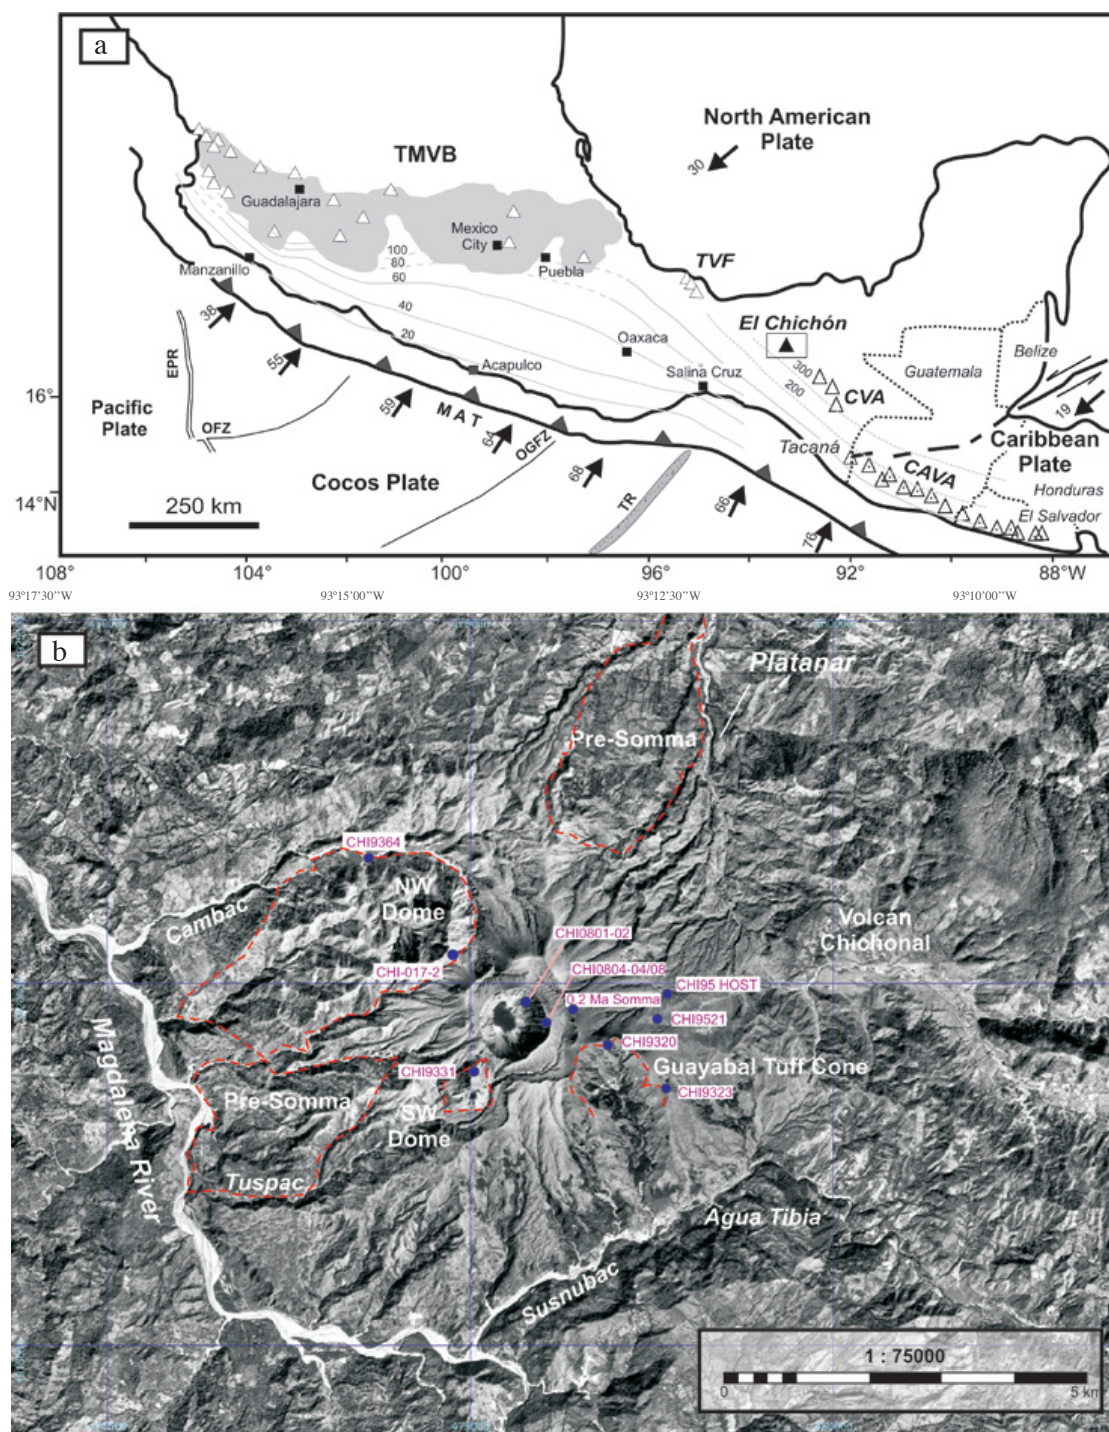 a
North American
Plate
30
TMVB
Guadalajara
Mexico
City
100
80
60
Puebla
TVF
Manzanillo
38
40
20
El Chichón
Oaxaca
Belize
EPR
55
300
200
Guatemala
Acapulco
Salina Cruz
CVA
16°
59
MAT
19
Pacific
Plate
OFZ
64
OGFZ
Tacaná
Caribbean
Plate
68
CAVA
Cocos Plate
TR
66
Honduras
250 km
El Salvador
14°N
76
108°
104°
100°
96°
92°
88°W
93°17'30''W
93°15'00''W
93°12'30''W
93°10'00''W
b
Platanar
Pre-Somma
CHI9364
NW
Dome
Cambac
Volcán
Chichonal
CHI0801-02
CHI-017-2
CHI0804-04/08
CHI95 HOST
0.2 Ma Somma
CHI9521
CHI9320
Magdalena River
CHI9331
Guayabal Tuff Cone
Pre-Somma
CHI9323
SW
Dome
Tuspac
Agua Tibia
Susnubac
1 : 75000
0
5 km